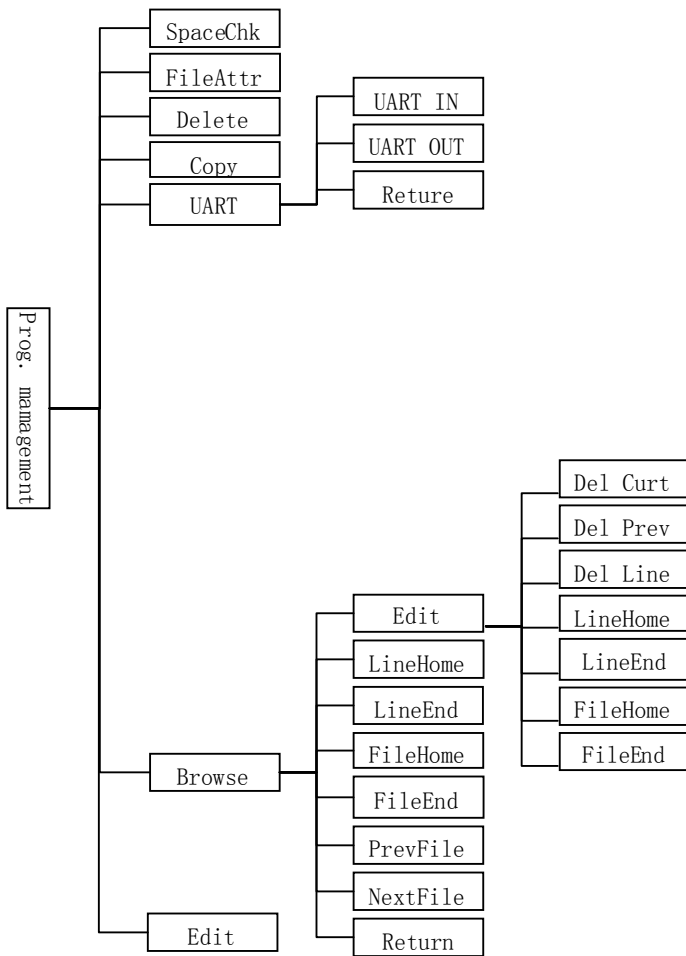 SpaceChk
FileAttr
Delete
Copy
UART
UART IN
UART OUT
Reture
Prog. mamagement
Browse
Edit
Edit
LineHome
LineEnd
FileHome
FileEnd
PrevFile
NextFile
Return
Del Curt
Del Prev
Del Line
LineHome
LineEnd
FileHome
FileEnd